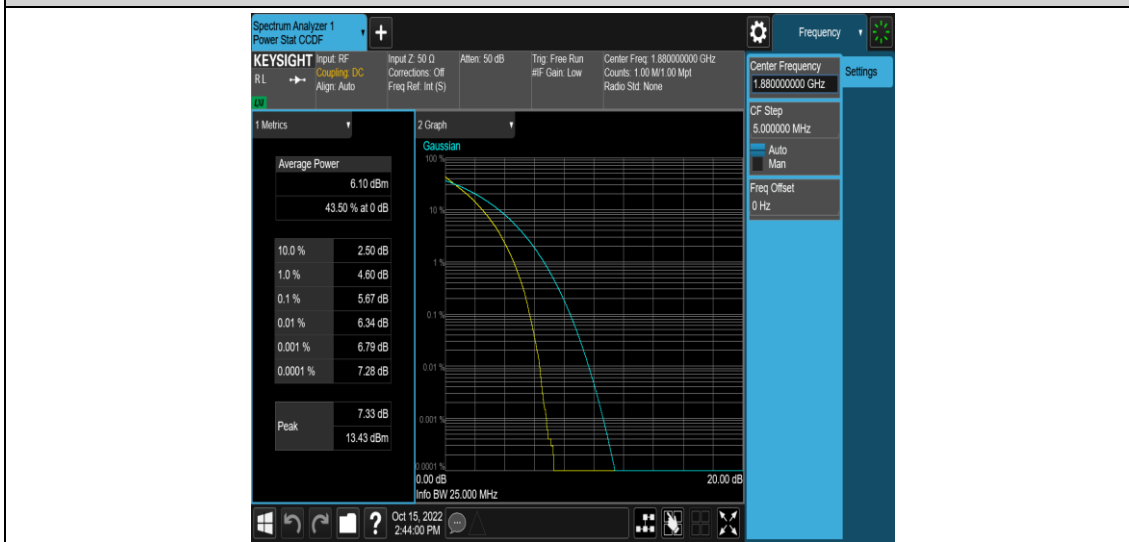 Spectrum Analyzer 1
Power Stat CCDF
Frequency
KEYSIGHT
RL
Input: RF
Coupling: DC
Align: Auto
Input Z: 50 Ω
Corrections: Off
Freq Ref: Int (S)
Atten: 50 dB
Trig: Free Run
#IF Gain: Low
Center Freq: 1.880000000 GHz
Counts: 1.00 M/1.00 Mpt
Radio Std: None
Center Frequency
1.880000000 GHz
Settings
CF Step
5.000000 MHz
Auto
Man
Freq Offset
0 Hz
1 Metrics
Average Power
6.10 dBm
43.50 % at 0 dB
10.0 % 2.50 dB
1.0 % 4.60 dB
0.1 % 5.67 dB
0.01 % 6.34 dB
0.001 % 6.79 dB
0.0001 % 7.28 dB
Peak
7.33 dB
13.43 dBm
2 Graph
Gaussian
100 %
10 %
1 %
0.1 %
0.01 %
0.001 %
0.0001 %
0.00 dB
20.00 dB
Info BW 25.000 MHz
?
Oct 15, 2022
2:44:00 PM